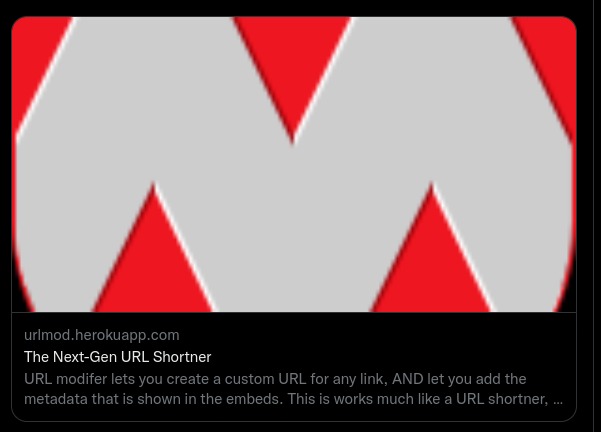 urlmod.herokuapp.com
The Next-Gen URL Shortner
URL modifer lets you create a custom URL for any link, AND let you add the
metadata that is shown in the embeds. This is works much like a URL shortner, ...